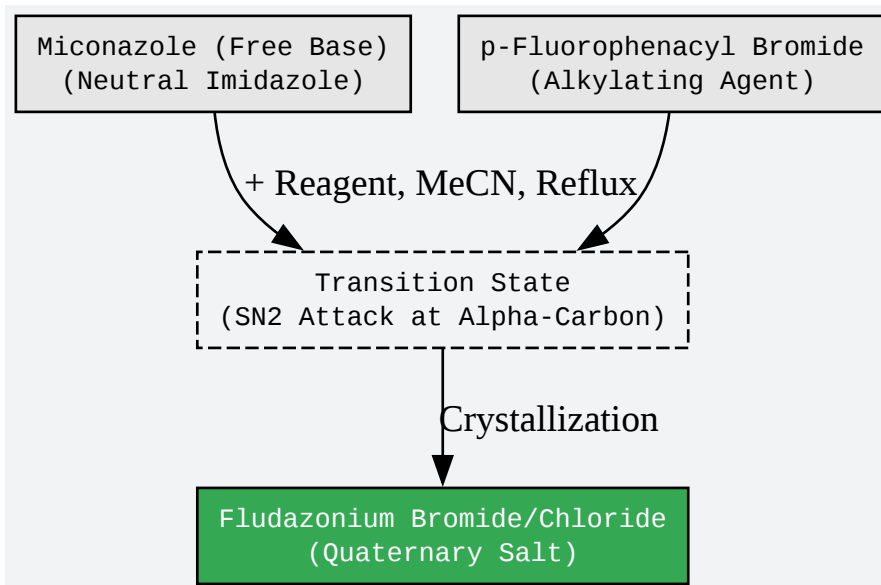 Miconazole (Free Base)
(Neutral Imidazole)
p-Fluorophenacyl Bromide
(Alkylating Agent)
+ Reagent, MeCN, Reflux
Transition State
(SN2 Attack at Alpha-Carbon)
Crystallization
Fludazonium Bromide/Chloride
(Quaternary Salt)